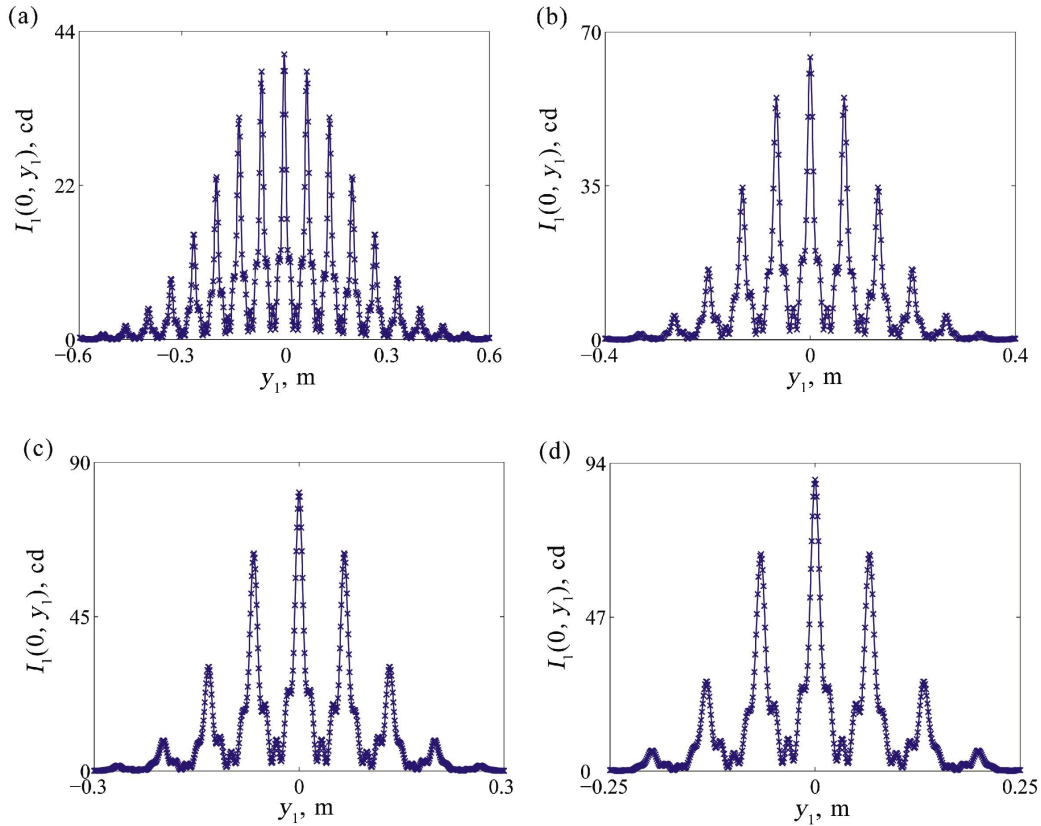 (a)
44
22
0
I₁(0, y₁), cd
−0.6
−0.3
0
0.3
0.6
y₁, m
(b)
70
35
0
I₁(0, y₁), cd
−0.4
0
0.4
y₁, m
(c)
90
45
0
I₁(0, y₁), cd
−0.3
0
0.3
y₁, m
(d)
94
47
0
I₁(0, y₁), cd
−0.25
0
0.25
y₁, m